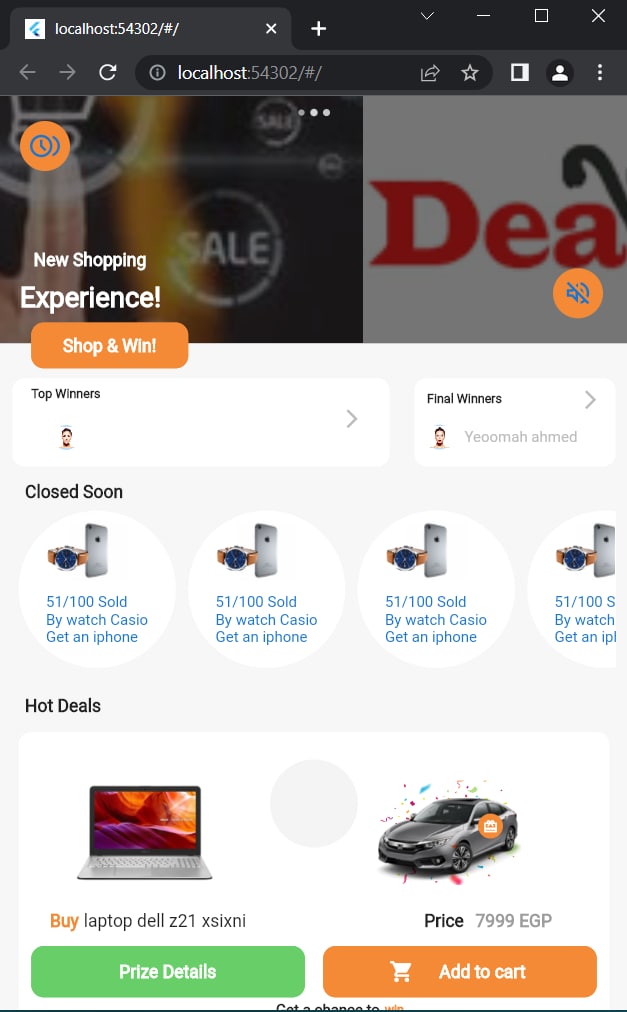 localhost:54302/#/
localhost:54302/#/
SALE
SALE
Dea
New Shopping
Experience!
Shop & Win!
Top Winners
Final Winners
Yeoomah ahmed
Closed Soon
51/100 Sold
By watch Casio
Get an iphone
51/100 Sold
By watch Casio
Get an iphone
51/100 Sold
By watch Casio
Get an iphone
51/100 S
By watch
Get an ip
Hot Deals
Buy laptop dell z21 xsixni
Price 7999 EGP
Prize Details
Add to cart
Get a chance to win